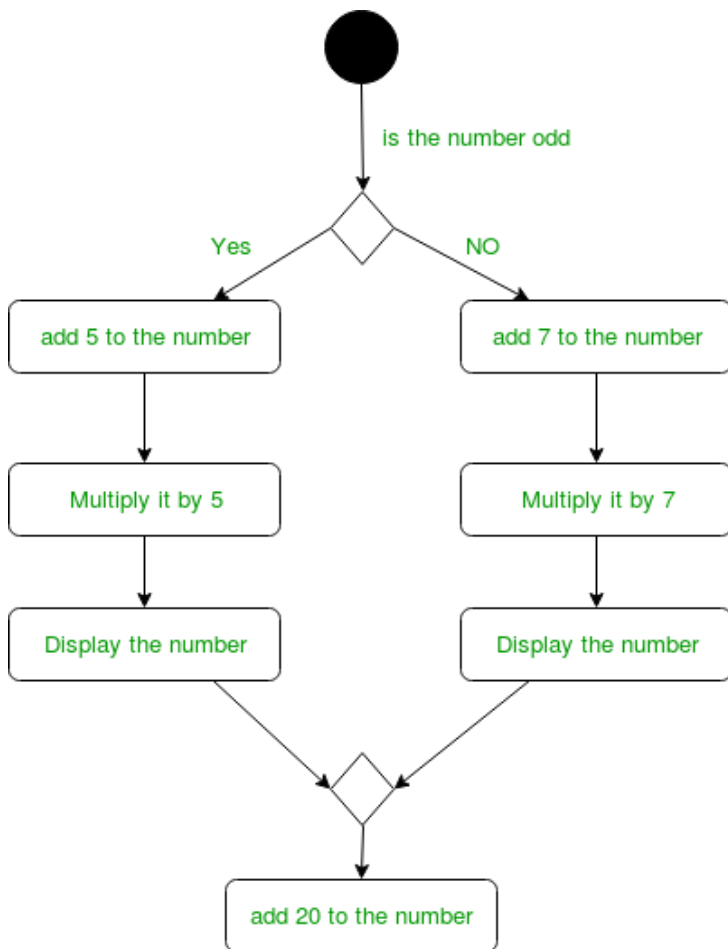 is the number odd
Yes
NO
add 5 to the number
add 7 to the number
Multiply it by 5
Multiply it by 7
Display the number
Display the number
add 20 to the number